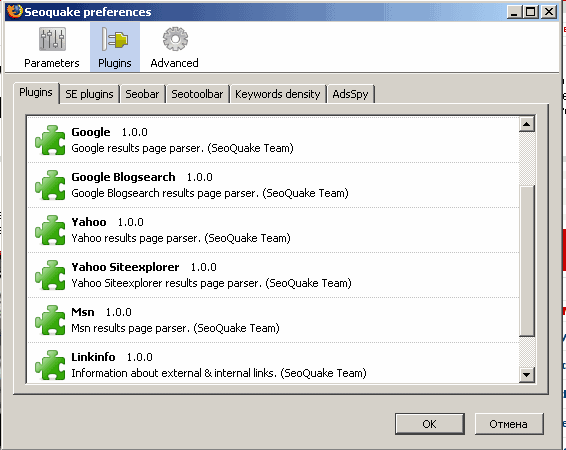 Seoquake preferences
Parameters Plugins Advanced
Plugins SE plugins Seobar Seotoolbar Keywords density AdsSpy
Google 1.0.0
Google results page parser. (SeoQuake Team)
Google Blogsearch 1.0.0
Google Blogsearch results page parser. (SeoQuake Team)
Yahoo 1.0.0
Yahoo results page parser. (SeoQuake Team)
Yahoo Siteexplorer 1.0.0
Yahoo Siteexplorer results page parser. (SeoQuake Team)
Msn 1.0.0
Msn results page parser. (SeoQuake Team)
Linkinfo 1.0.0
Information about external & internal links. (SeoQuake Team)
OK Отмена